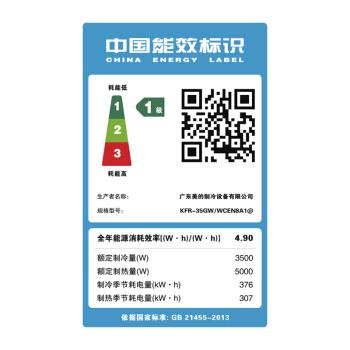 中国能效标识
CHINA ENERGY LABEL
耗能低
1
2
3
1级
耗能高
生产者名称: 广东美的制冷设备有限公司
规格型号: KFR-35GW/WCEN8A1@
全年能源消耗效率[(W·h)/(W·h)] 4.90
额定制冷量(W) 3500
额定制热量(W) 5000
制冷季节耗电量(kW·h) 376
制热季节耗电量(kW·h) 307
依据国家标准: GB 21455-2013